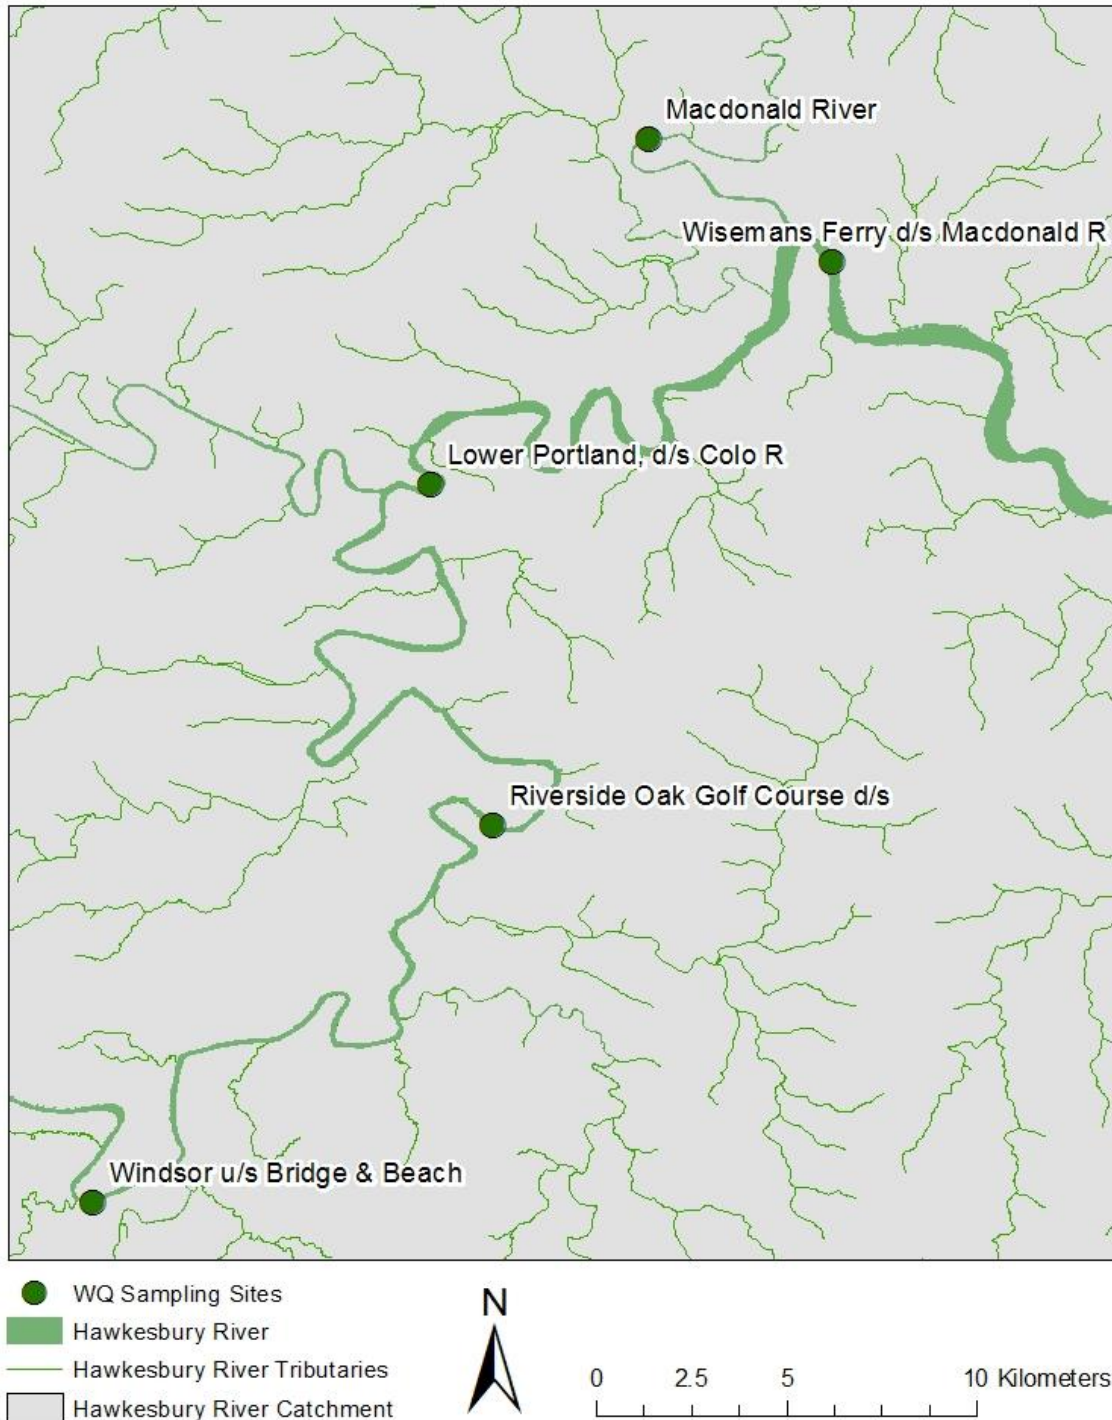 Macdonald River
Wisemans Ferry d/s Macdonald R
Lower Portland, d/s Colo R
Riverside Oak Golf Course d/s
Windsor u/s Bridge & Beach
WQ Sampling Sites
Hawkesbury River
Hawkesbury River Tributaries
Hawkesbury River Catchment
N
0 2.5 5 10 Kilometers